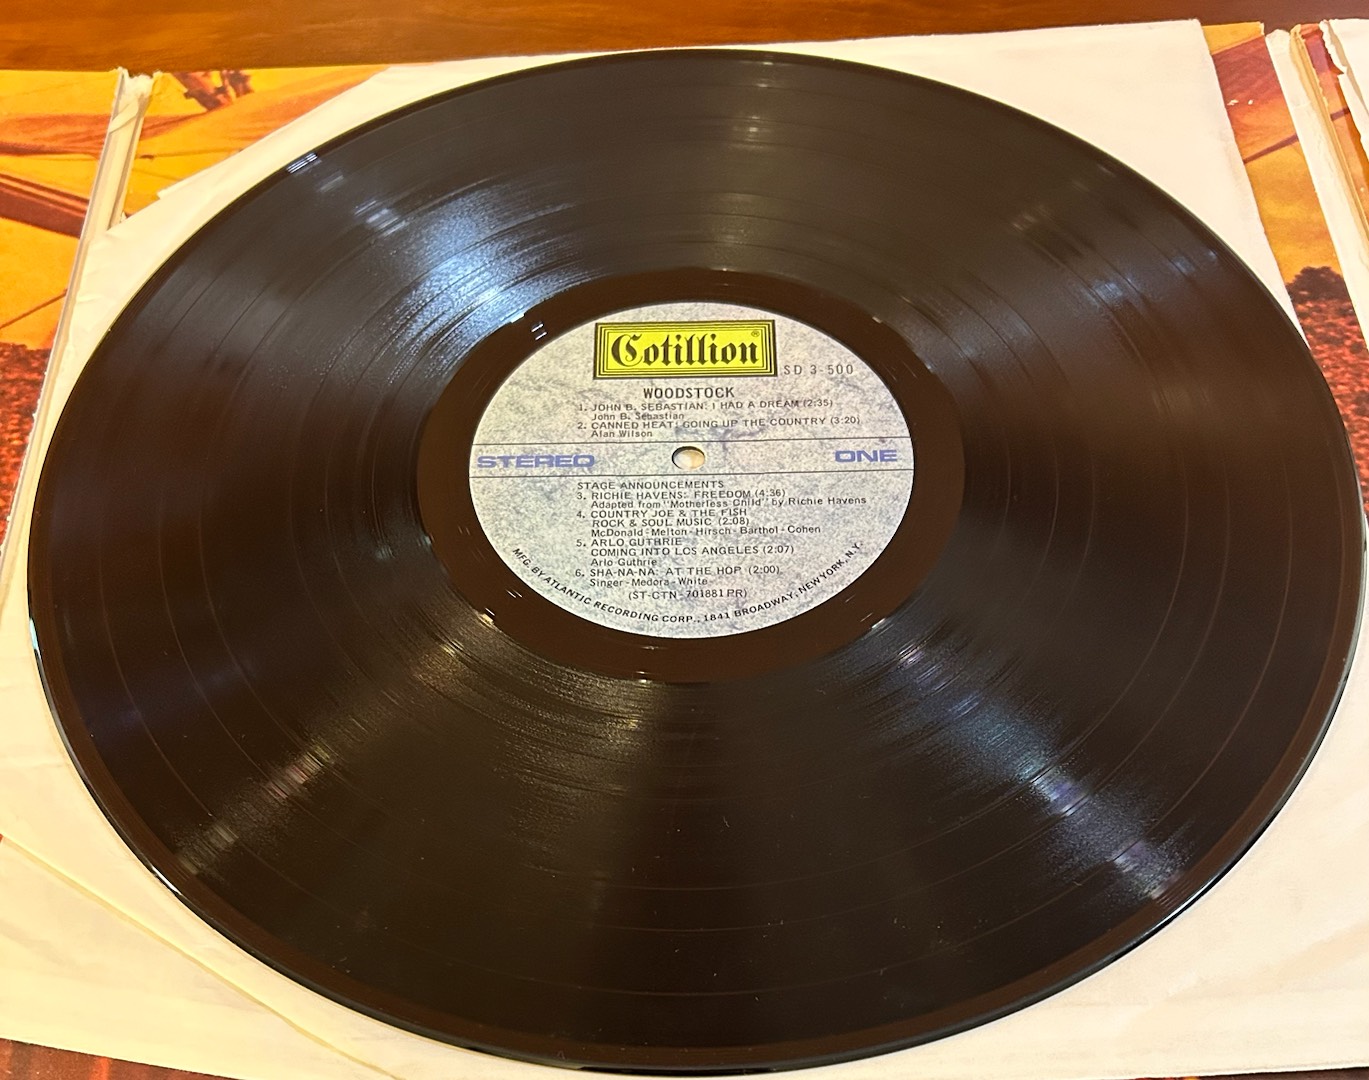 Cotillion®
SD 3-500
WOODSTOCK
1. JOHN B. SEBASTIAN: I HAD A DREAM (2:35)
John B. Sebastian
2. CANNED HEAT: GOING UP THE COUNTRY (3:20)
Alan Wilson
STEREO ONE
STAGE ANNOUNCEMENTS
3. RICHIE HAVENS: FREEDOM (4:36)
Adapted from "Motherless Child" by Richie Havens
4. COUNTRY JOE & THE FISH
ROCK & SOUL MUSIC (2:08)
McDonald-Melton-Hirsch-Barthol-Cohen
5. ARLO GUTHRIE
COMING INTO LOS ANGELES (2:07)
Arlo Guthrie
6. SHA-NA-NA: AT THE HOP (2:00)
Singer-Medora-White
(ST-CTN-701881 PR)
MFG. BY ATLANTIC RECORDING CORP., 1841 BROADWAY, NEW YORK, N.Y.